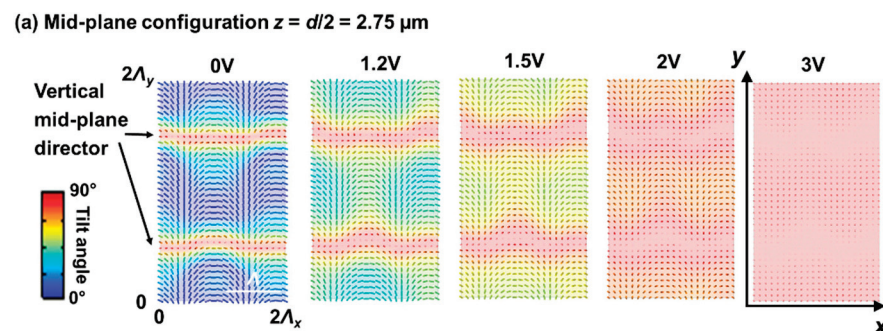 (a) Mid-plane configuration z = d/2 = 2.75 µm
0V 1.2V 1.5V 2V y 3V
2Λy
Vertical
mid-plane
director
90°
Tilt angle
0°
Λ
0
0 2Λx
x